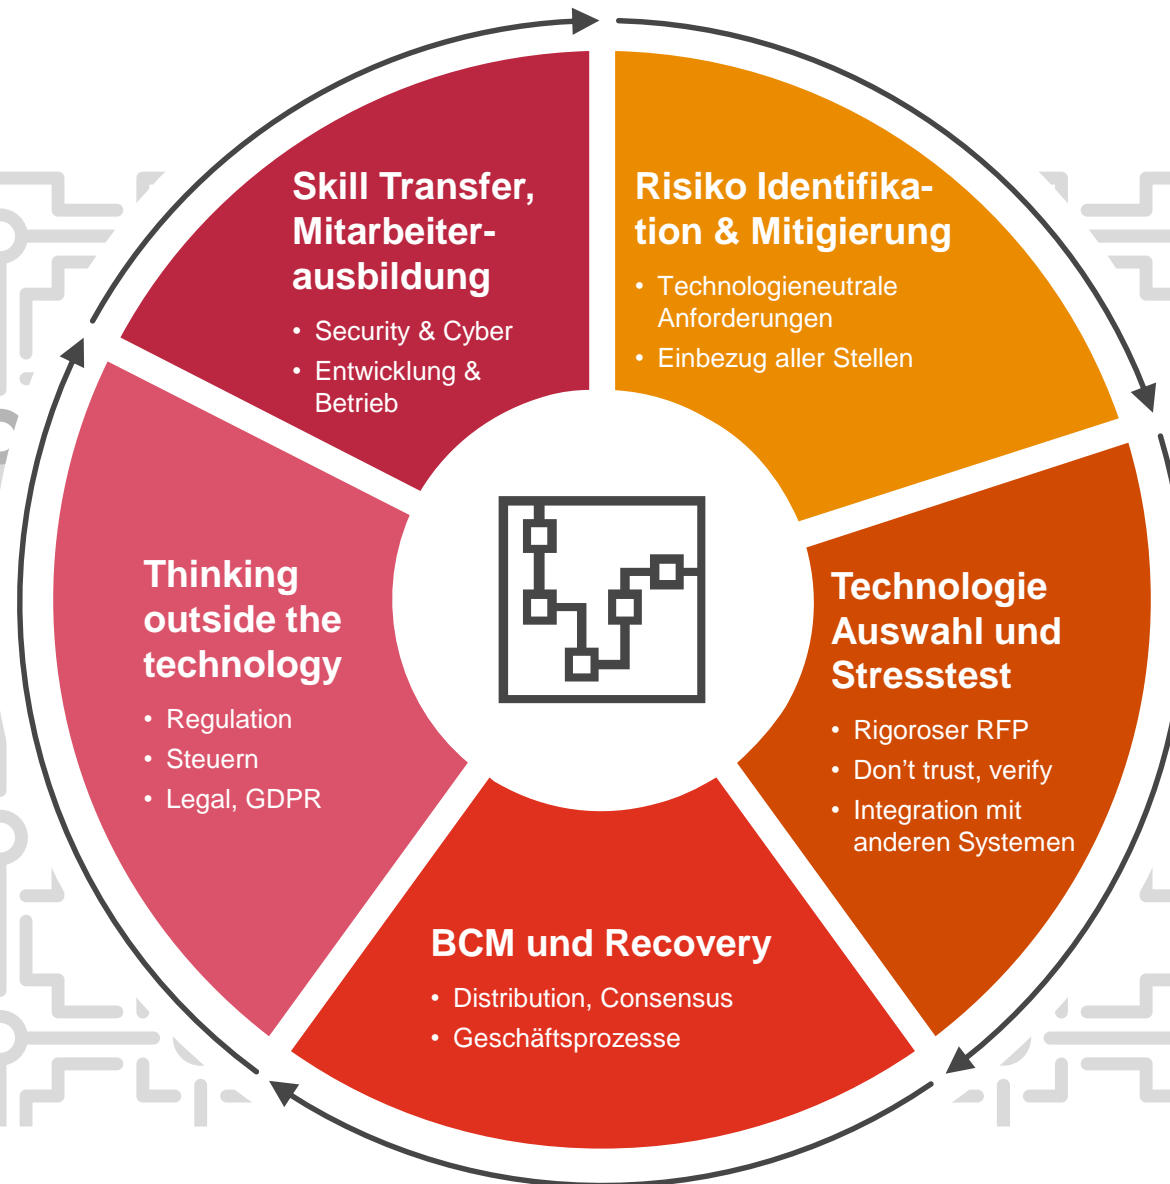 Skill Transfer,
Mitarbeiter-
ausbildung
• Security & Cyber
• Entwicklung &
Betrieb
Risiko Identifika-
tion & Mitigierung
• Technologieneutrale
Anforderungen
• Einbezug aller Stellen
Technologie
Auswahl und
Stresstest
• Rigoroser RFP
• Don't trust, verify
• Integration mit
anderen Systemen
BCM und Recovery
• Distribution, Consensus
• Geschäftsprozesse
Thinking
outside the
technology
• Regulation
• Steuern
• Legal, GDPR